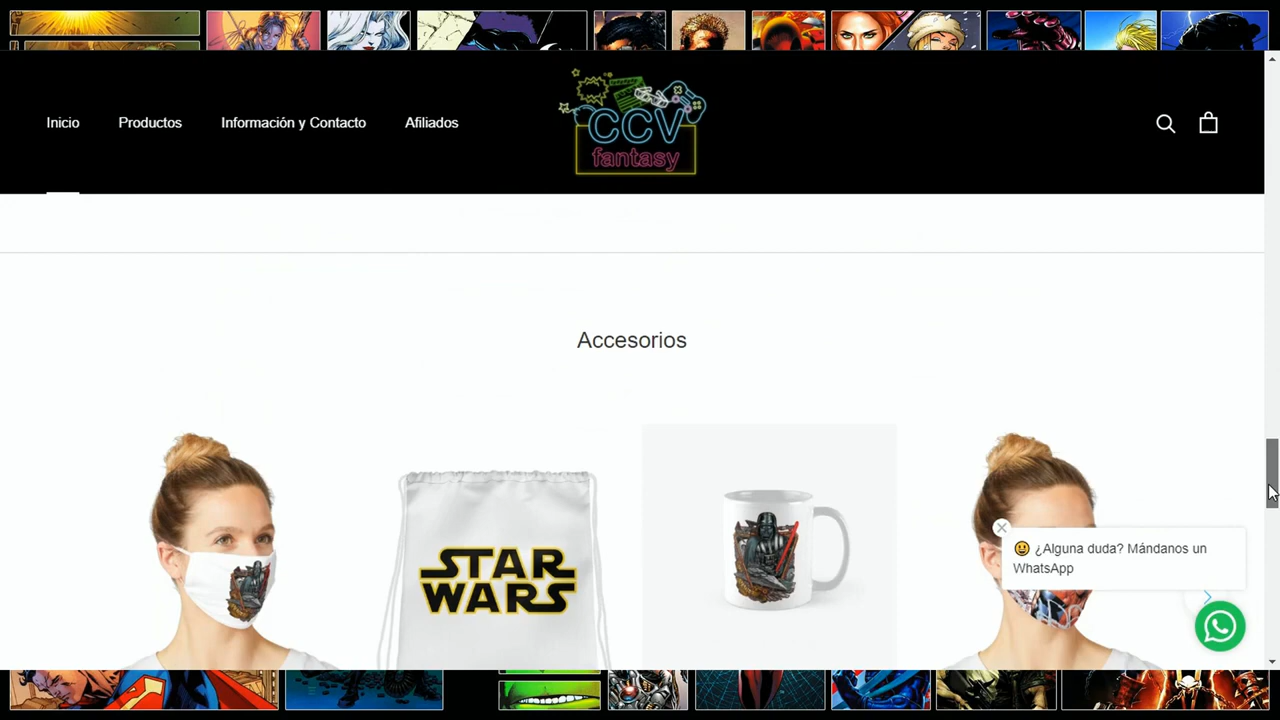 Inicio
Productos
Información y Contacto
Afiliados
CCV
fantasy
Accesorios
STAR
WARS
¿Alguna duda? Mándanos un
WhatsApp